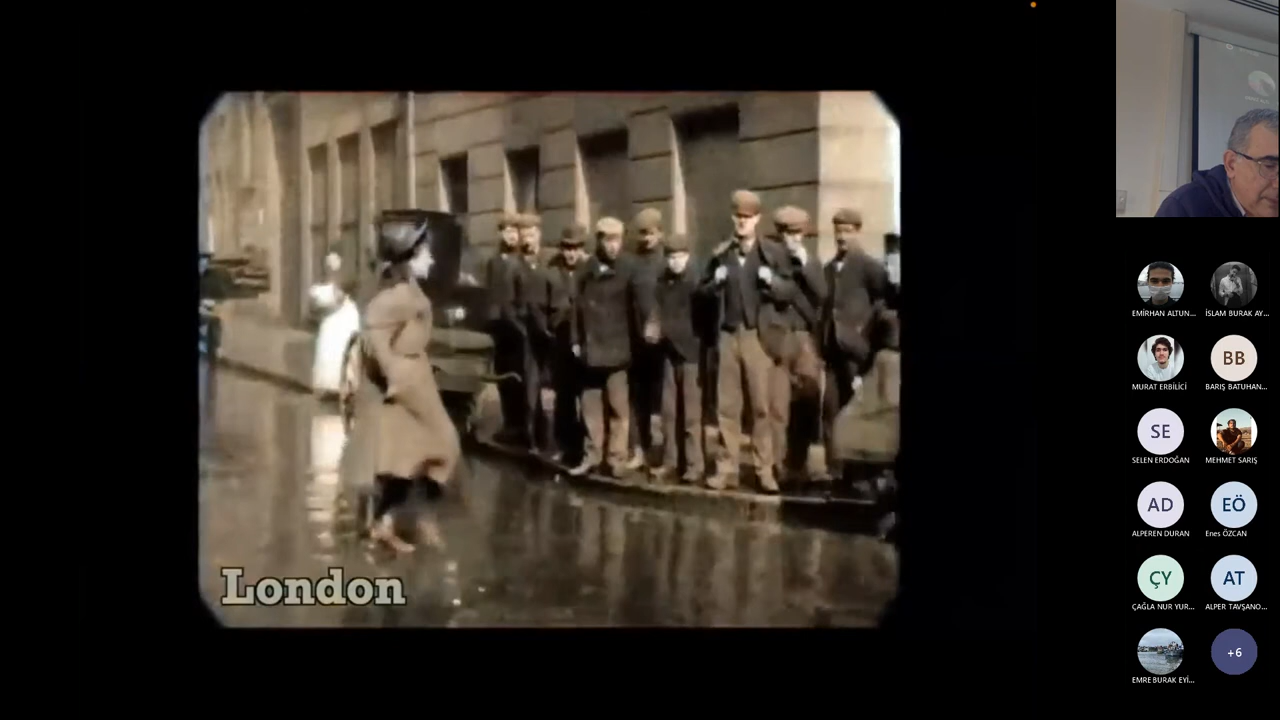 London
EMİRHAN ALTUN...
İSLAM BURAK AY...
MURAT ERBİLİCİ
BB
BARIŞ BATUHAN...
SE
SELEN ERDOĞAN
MEHMET SARIŞ
AD
ALPEREN DURAN
EÖ
Enes ÖZCAN
ÇY
ÇAĞLA NUR YUR...
AT
ALPER TAVŞANO...
EMRE BURAK EYİ...
+6